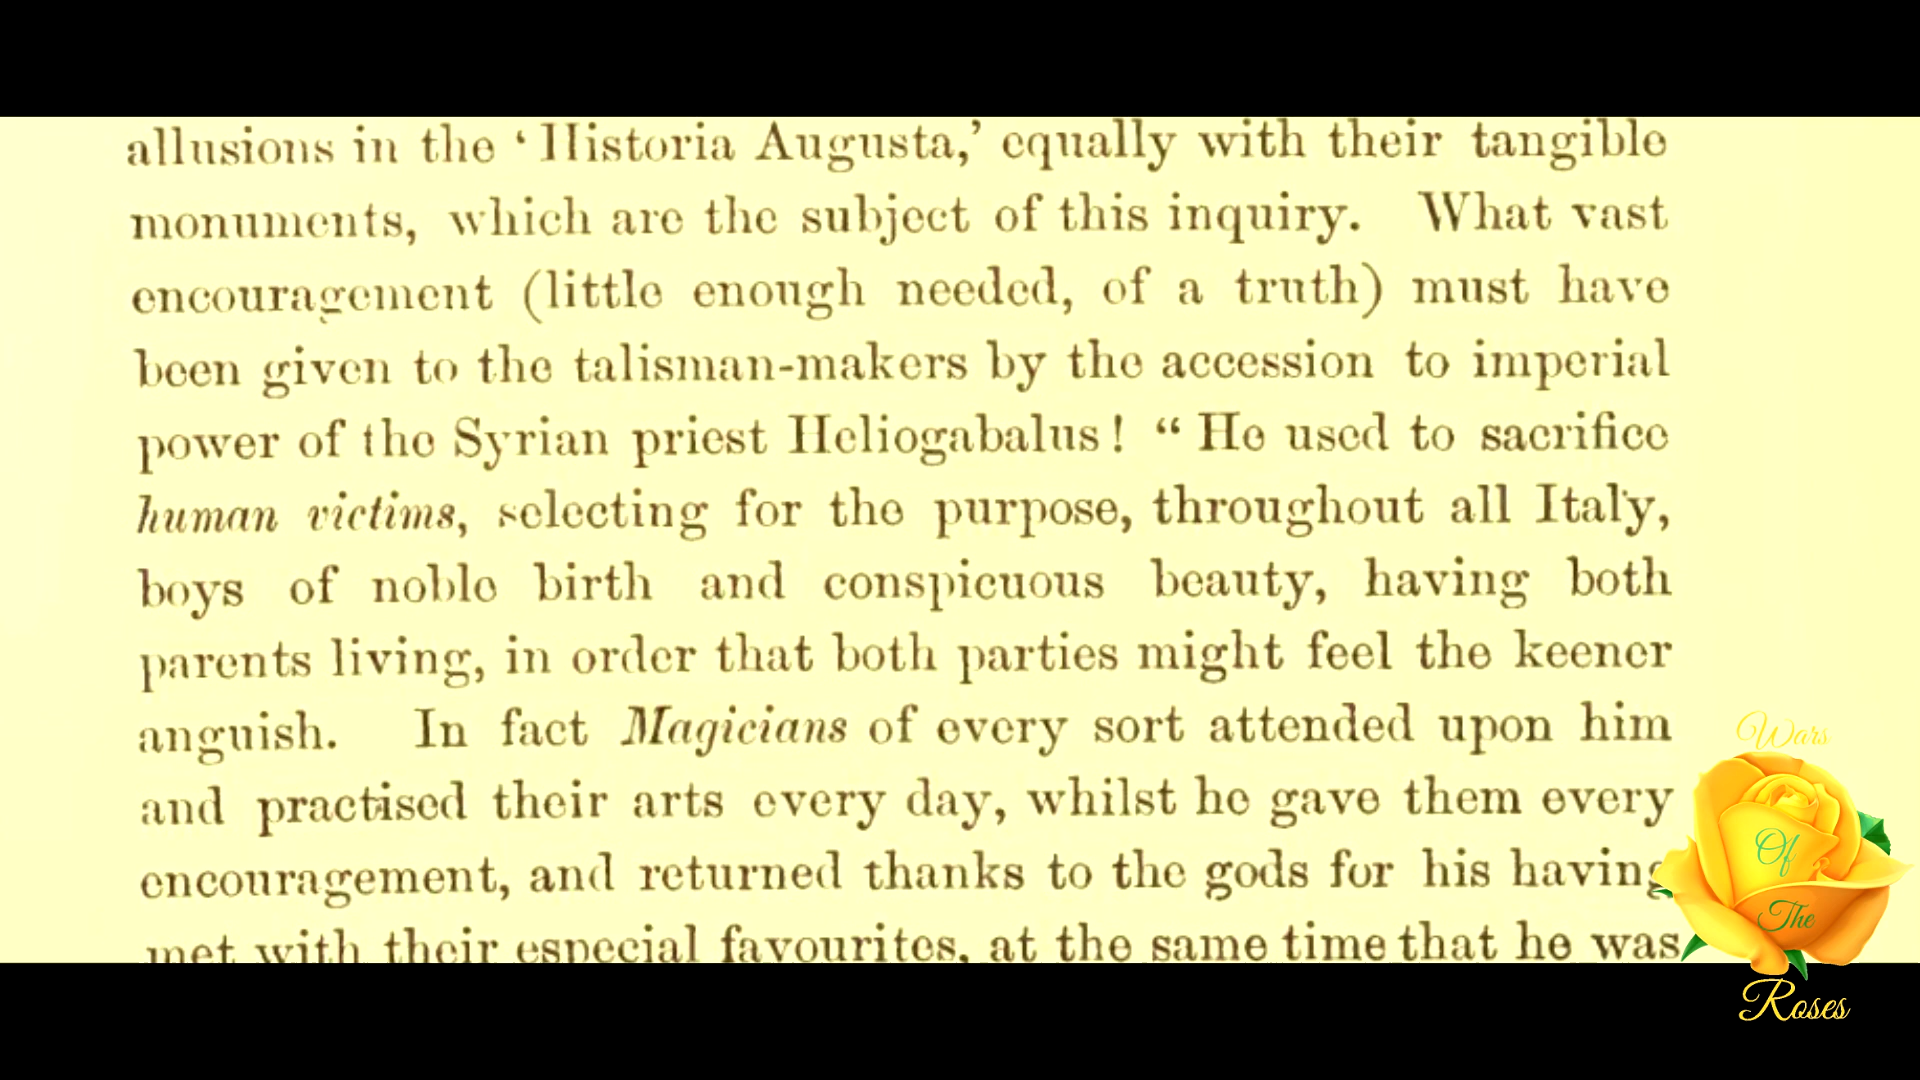 allusions in the ‘Historia Augusta,’ equally with their tangible
monuments, which are the subject of this inquiry. What vast
encouragement (little enough needed, of a truth) must have
been given to the talisman-makers by the accession to imperial
power of the Syrian priest Heliogabalus! “He used to sacrifice
human victims, selecting for the purpose, throughout all Italy,
boys of noble birth and conspicuous beauty, having both
parents living, in order that both parties might feel the keener
anguish. In fact Magicians of every sort attended upon him
and practised their arts every day, whilst he gave them every
encouragement, and returned thanks to the gods for his having
met with their especial favourites, at the same time that he was
Wars
Of
The
Roses